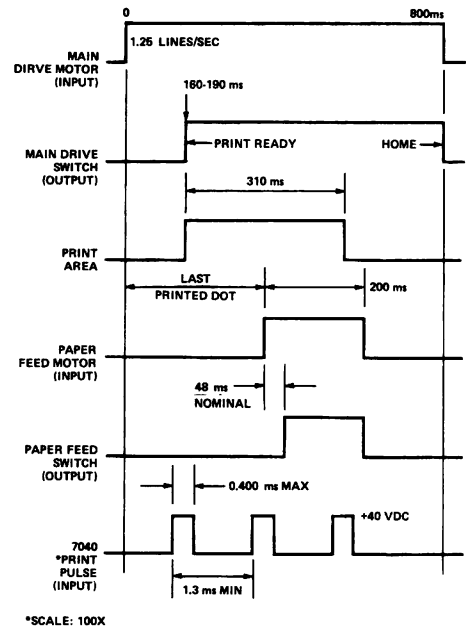 0 800ms
1.25 LINES/SEC
MAIN
DIRVE MOTOR
(INPUT)
160-190 ms
PRINT READY HOME
MAIN DRIVE
SWITCH
(OUTPUT)
310 ms
PRINT
AREA
LAST
PRINTED DOT
200 ms
PAPER
FEED MOTOR
(INPUT)
48 ms
NOMINAL
PAPER FEED
SWITCH
(OUTPUT)
0.400 ms MAX
+40 VDC
7040
*PRINT
PULSE
(INPUT)
1.3 ms MIN
*SCALE: 100X